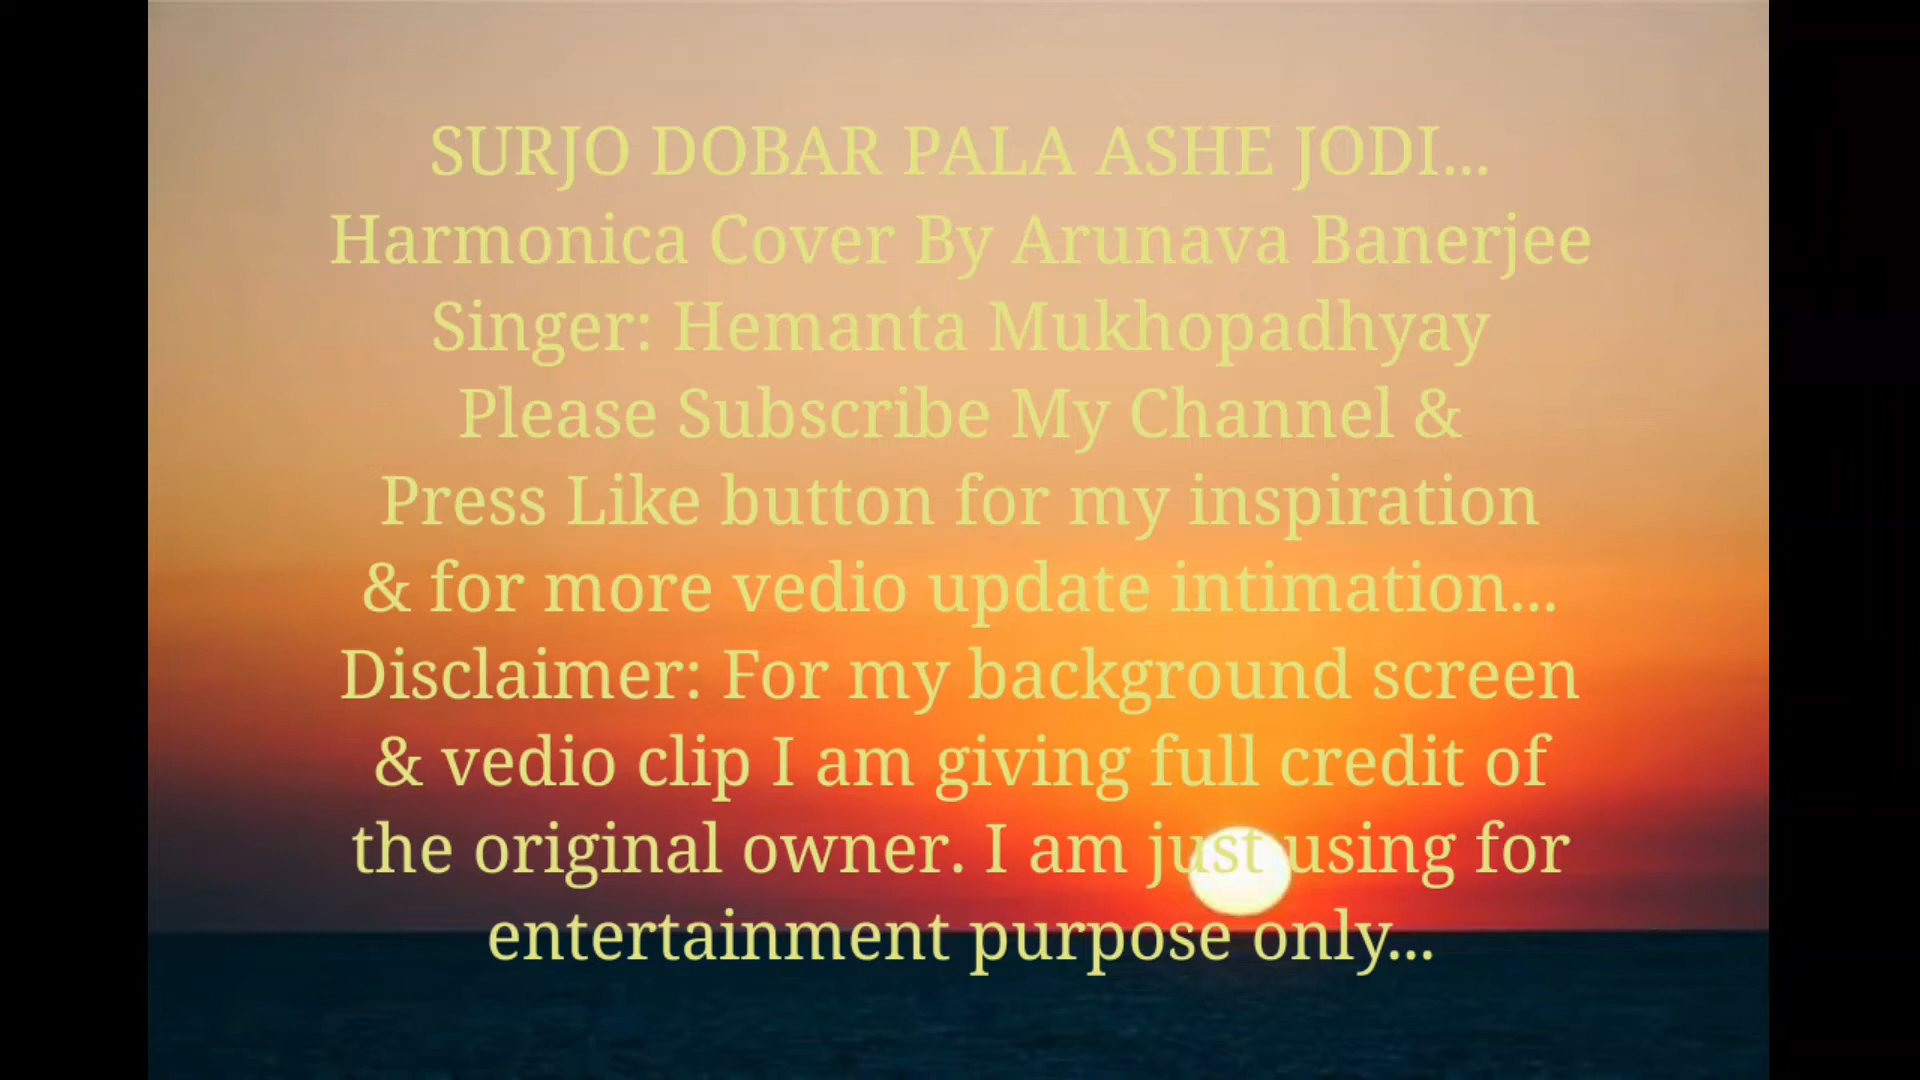 SURJO DOBAR PALA ASHE JODI...
Harmonica Cover By Arunava Banerjee
Singer: Hemanta Mukhopadhyay
Please Subscribe My Channel &
Press Like button for my inspiration
& for more vedio update intimation...
Disclaimer: For my background screen
& vedio clip I am giving full credit of
the original owner. I am just using for
entertainment purpose only...